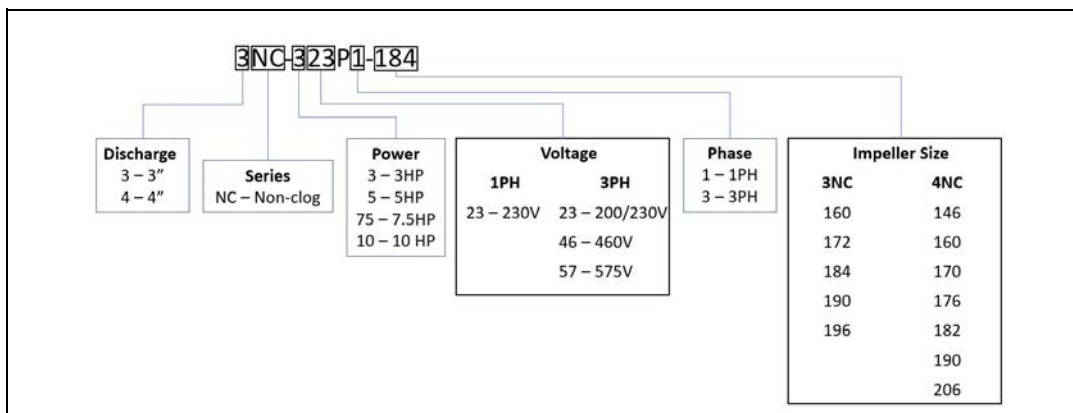 3NC-323P1-184
Discharge
3 – 3″
4 – 4″
Series
NC – Non-clog
Power
3 – 3HP
5 – 5HP
75 – 7.5HP
10 – 10 HP
Voltage
1PH 3PH
23 – 230V 23 – 200/230V
46 – 460V
57 – 575V
Phase
1 – 1PH
3 – 3PH
Impeller Size
3NC 4NC
160 146
172 160
184 170
190 176
196 182
190
206